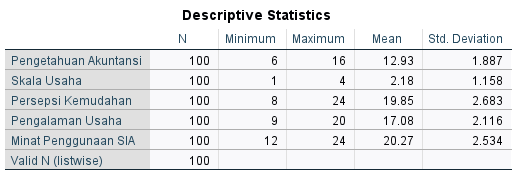 Descriptive Statistics
N Minimum Maximum Mean Std. Deviation
Pengetahuan Akuntansi 100 6 16 12.93 1.887
Skala Usaha 100 1 4 2.18 1.158
Persepsi Kemudahan 100 8 24 19.85 2.683
Pengalaman Usaha 100 9 20 17.08 2.116
Minat Penggunaan SIA 100 12 24 20.27 2.534
Valid N (listwise) 100